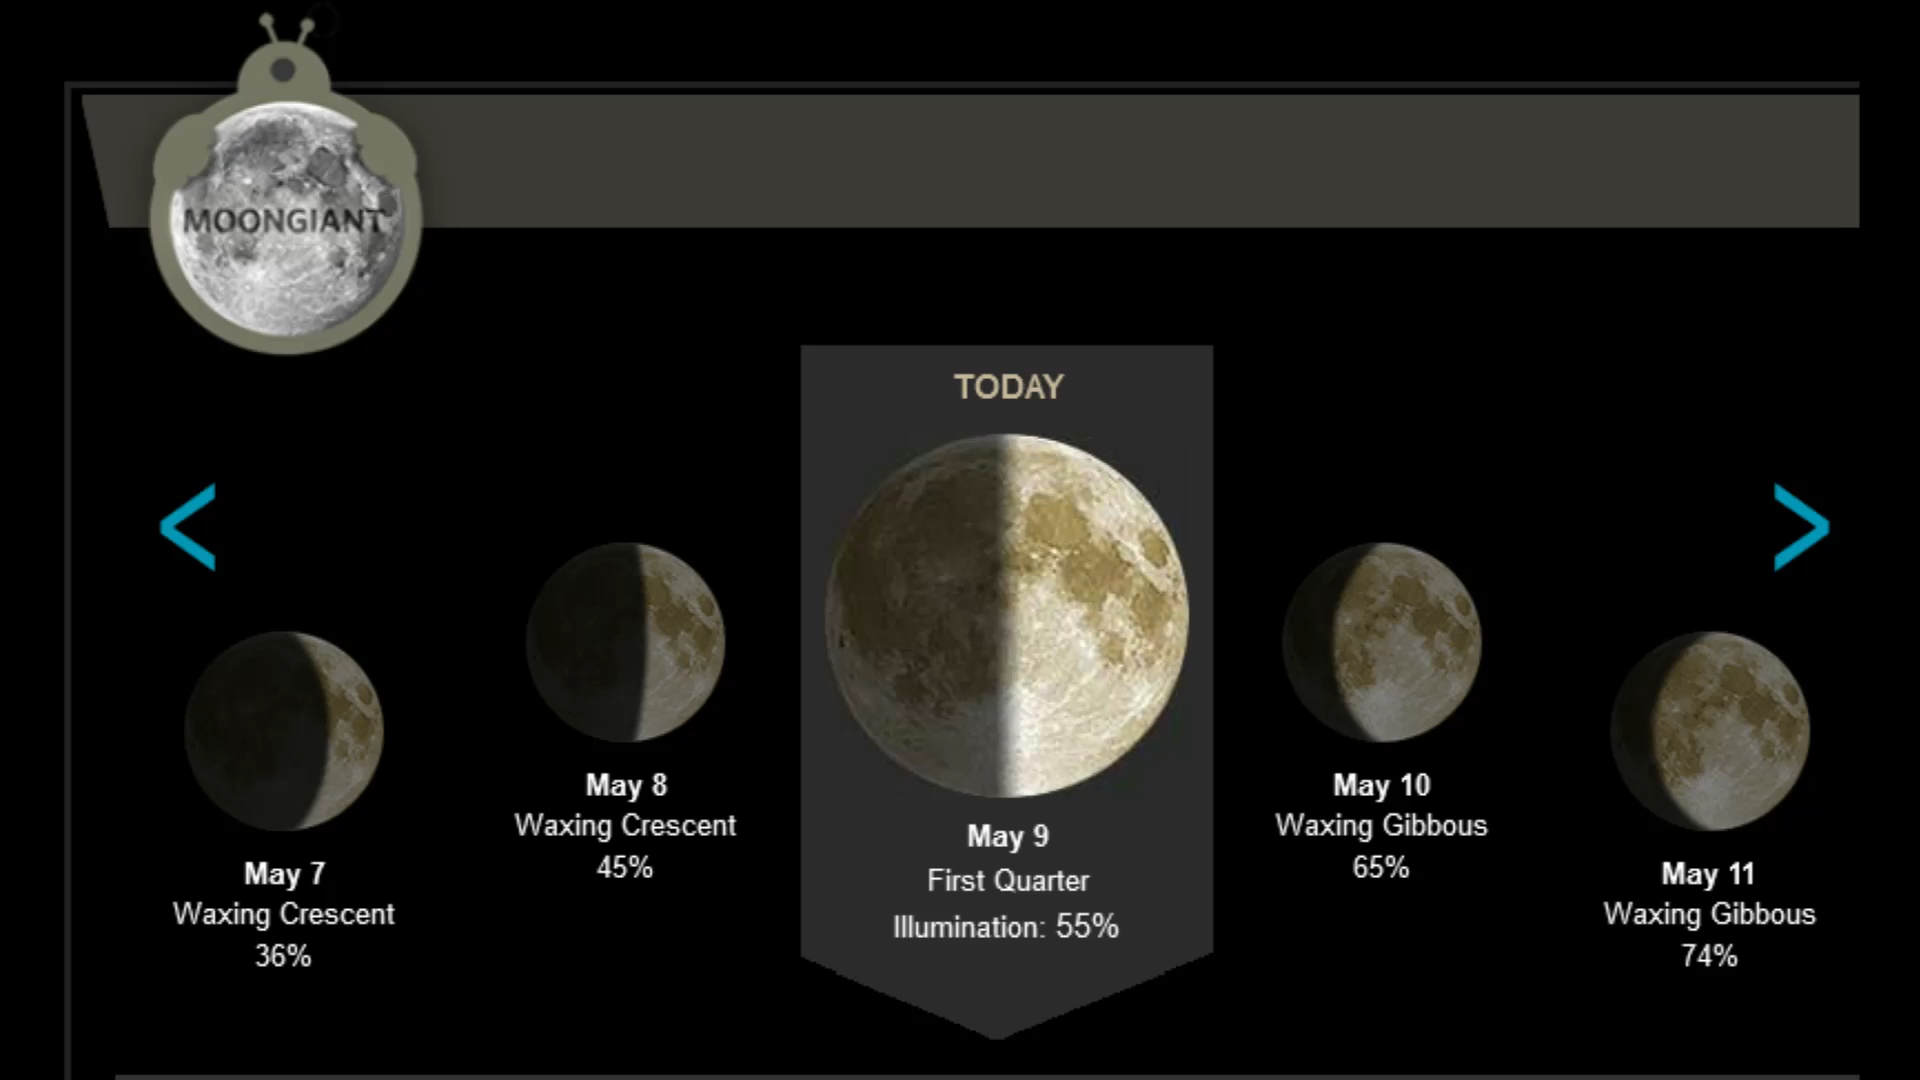 MOONGIANT
TODAY
May 7
Waxing Crescent
36%
May 8
Waxing Crescent
45%
May 9
First Quarter
Illumination: 55%
May 10
Waxing Gibbous
65%
May 11
Waxing Gibbous
74%